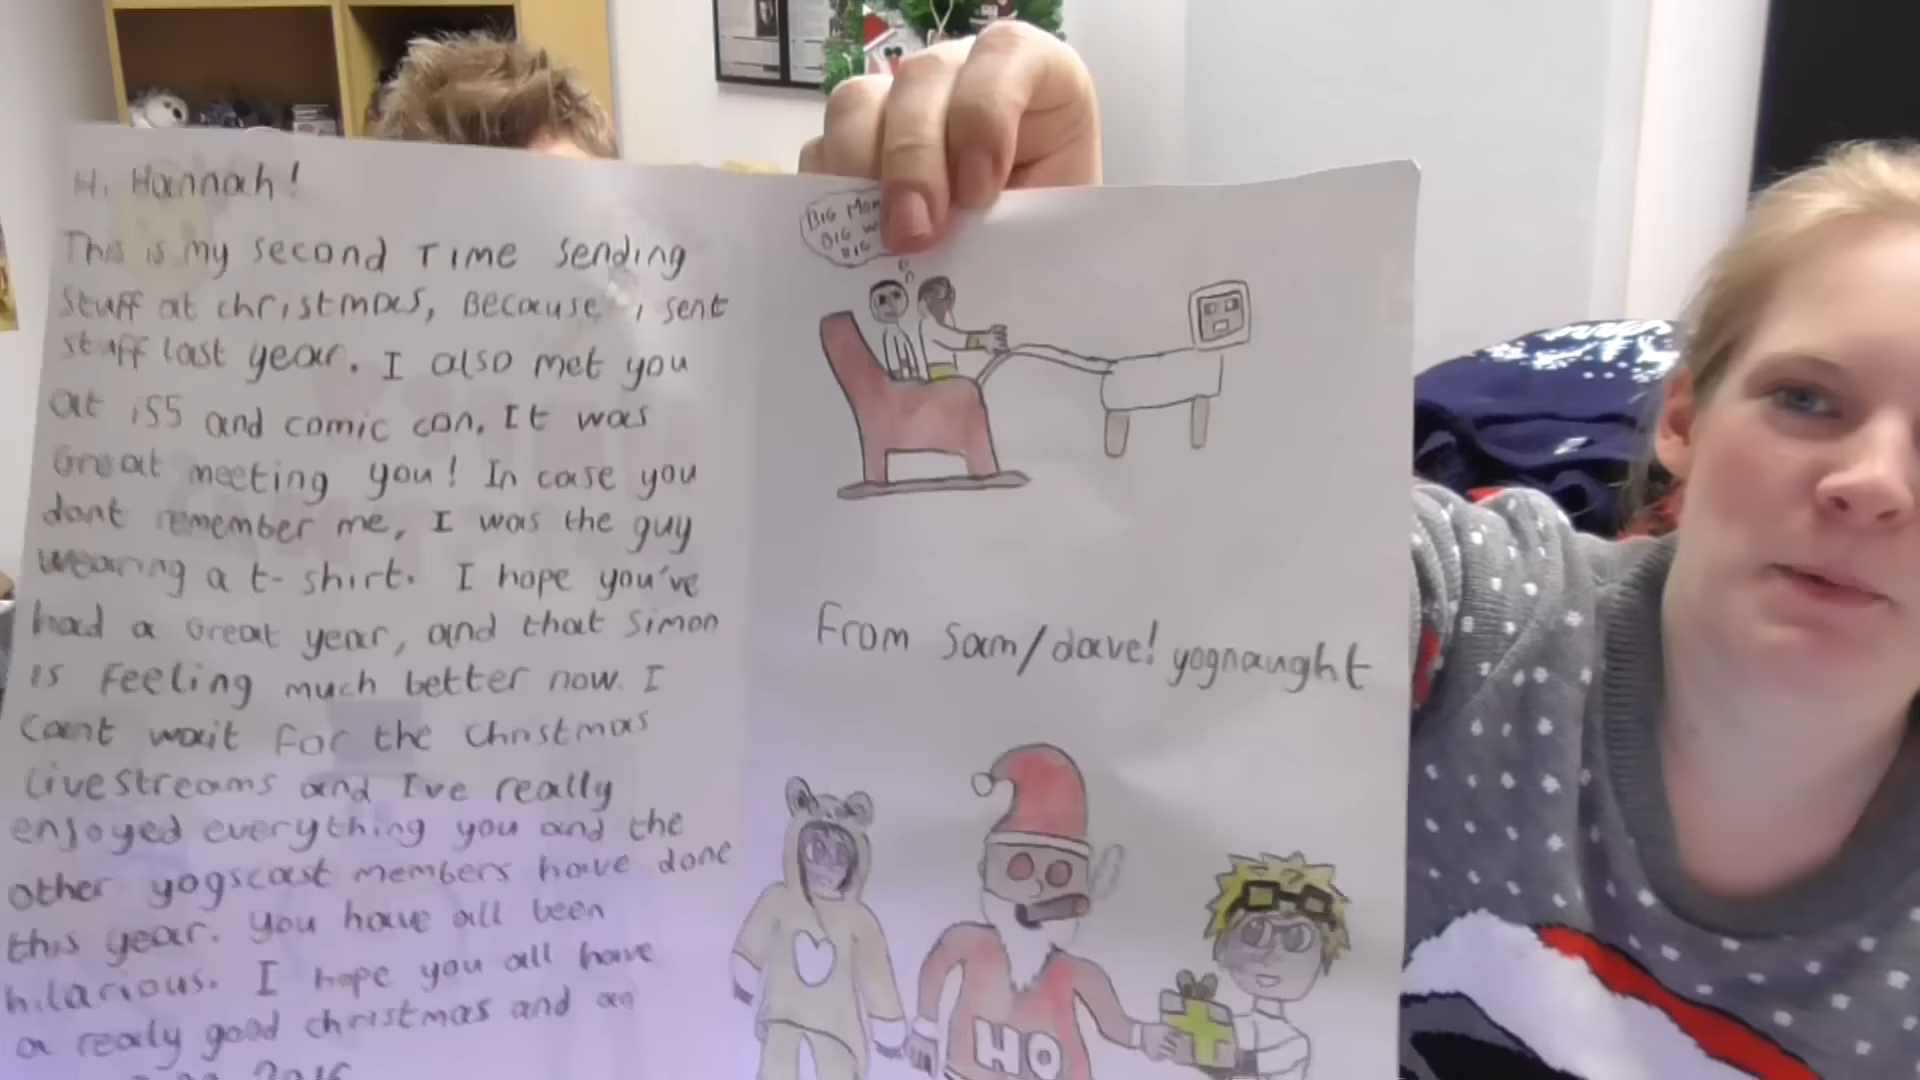 Hi Hannah!
This is my second Time sending
stuff at christmas, Because i sent
stuff last year. I also met you
at i55 and comic con. It was
Great meeting you! In case you
dont remember me, I was the guy
wearing a t-shirt. I hope you've
had a Great year, and that Simon
is Feeling much better now. I
cant wait for the Christmas
Livestreams and I've really
enjoyed everything you and the
other yogscast members have done
this year. You have all been
hilarious. I hope you all have
a really good christmas and an
BIG
BIG
BIG
From Sam/dave! yognaught
HO